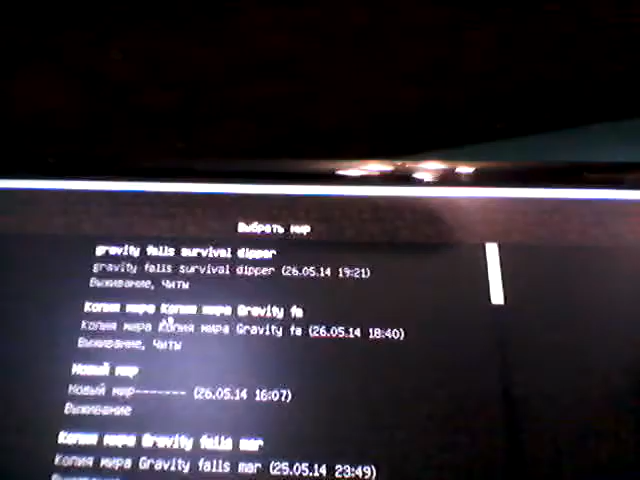 Выбрать мир
gravity falls survival dipper
gravity falls survival dipper (26.05.14 19:21)
Выживание, Читы
Копия мира Копия мира Gravity fa
Копия мира Копия мира Gravity fa (26.05.14 18:40)
Выживание, Читы
Новый мир
Новый мир------- (26.05.14 16:07)
Выживание
Копия мира Gravity falls mar
Копия мира Gravity falls mar (25.05.14 23:49)